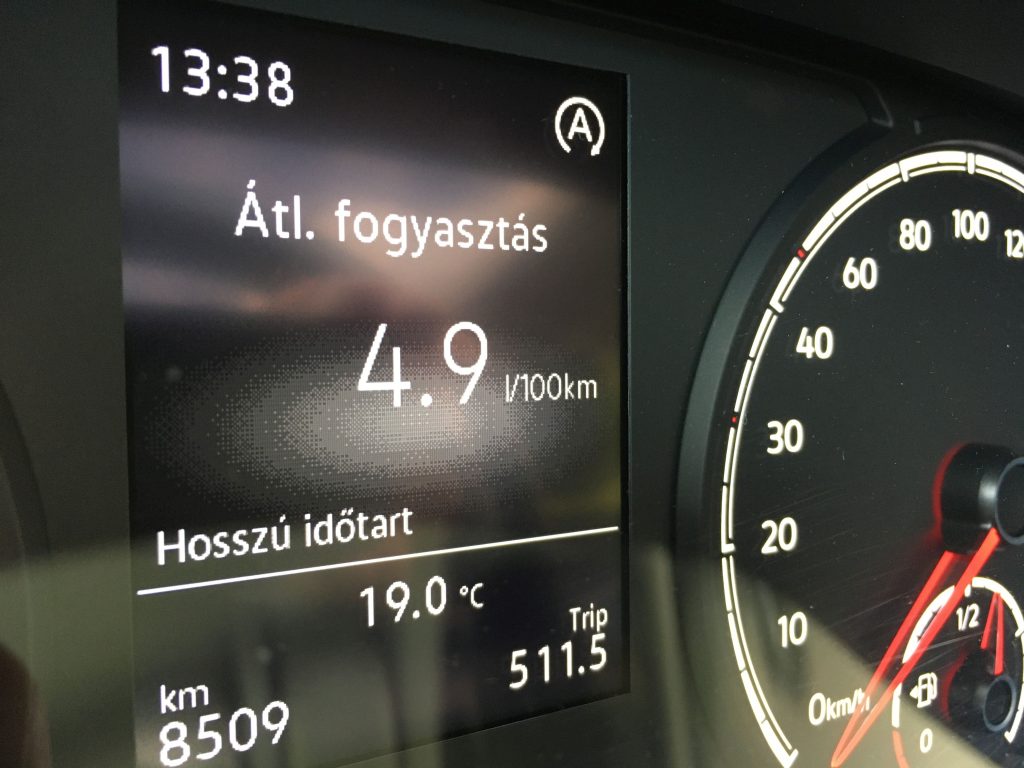 13:38
A
Átl. fogyasztás
4.9 l/100km
Hosszú időtart
19.0 °C
Trip
511.5
km
8509
100
80
60
40
30
20
10
0km/h
1/2
0